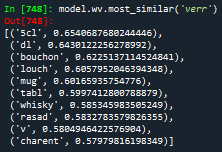 In [748]: model.wv.most_similar('verr')
Out[748]:
[('5cl', 0.6540687680244446),
('dl', 0.6430122256278992),
('bouchon', 0.6225137114524841),
('louch', 0.6057952046394348),
('mug', 0.60165935754776),
('tabl', 0.5997412800788879),
('whisky', 0.585345983505249),
('rasad', 0.5832783579826355),
('v', 0.5804946422576904),
('charent', 0.57979816198349)]